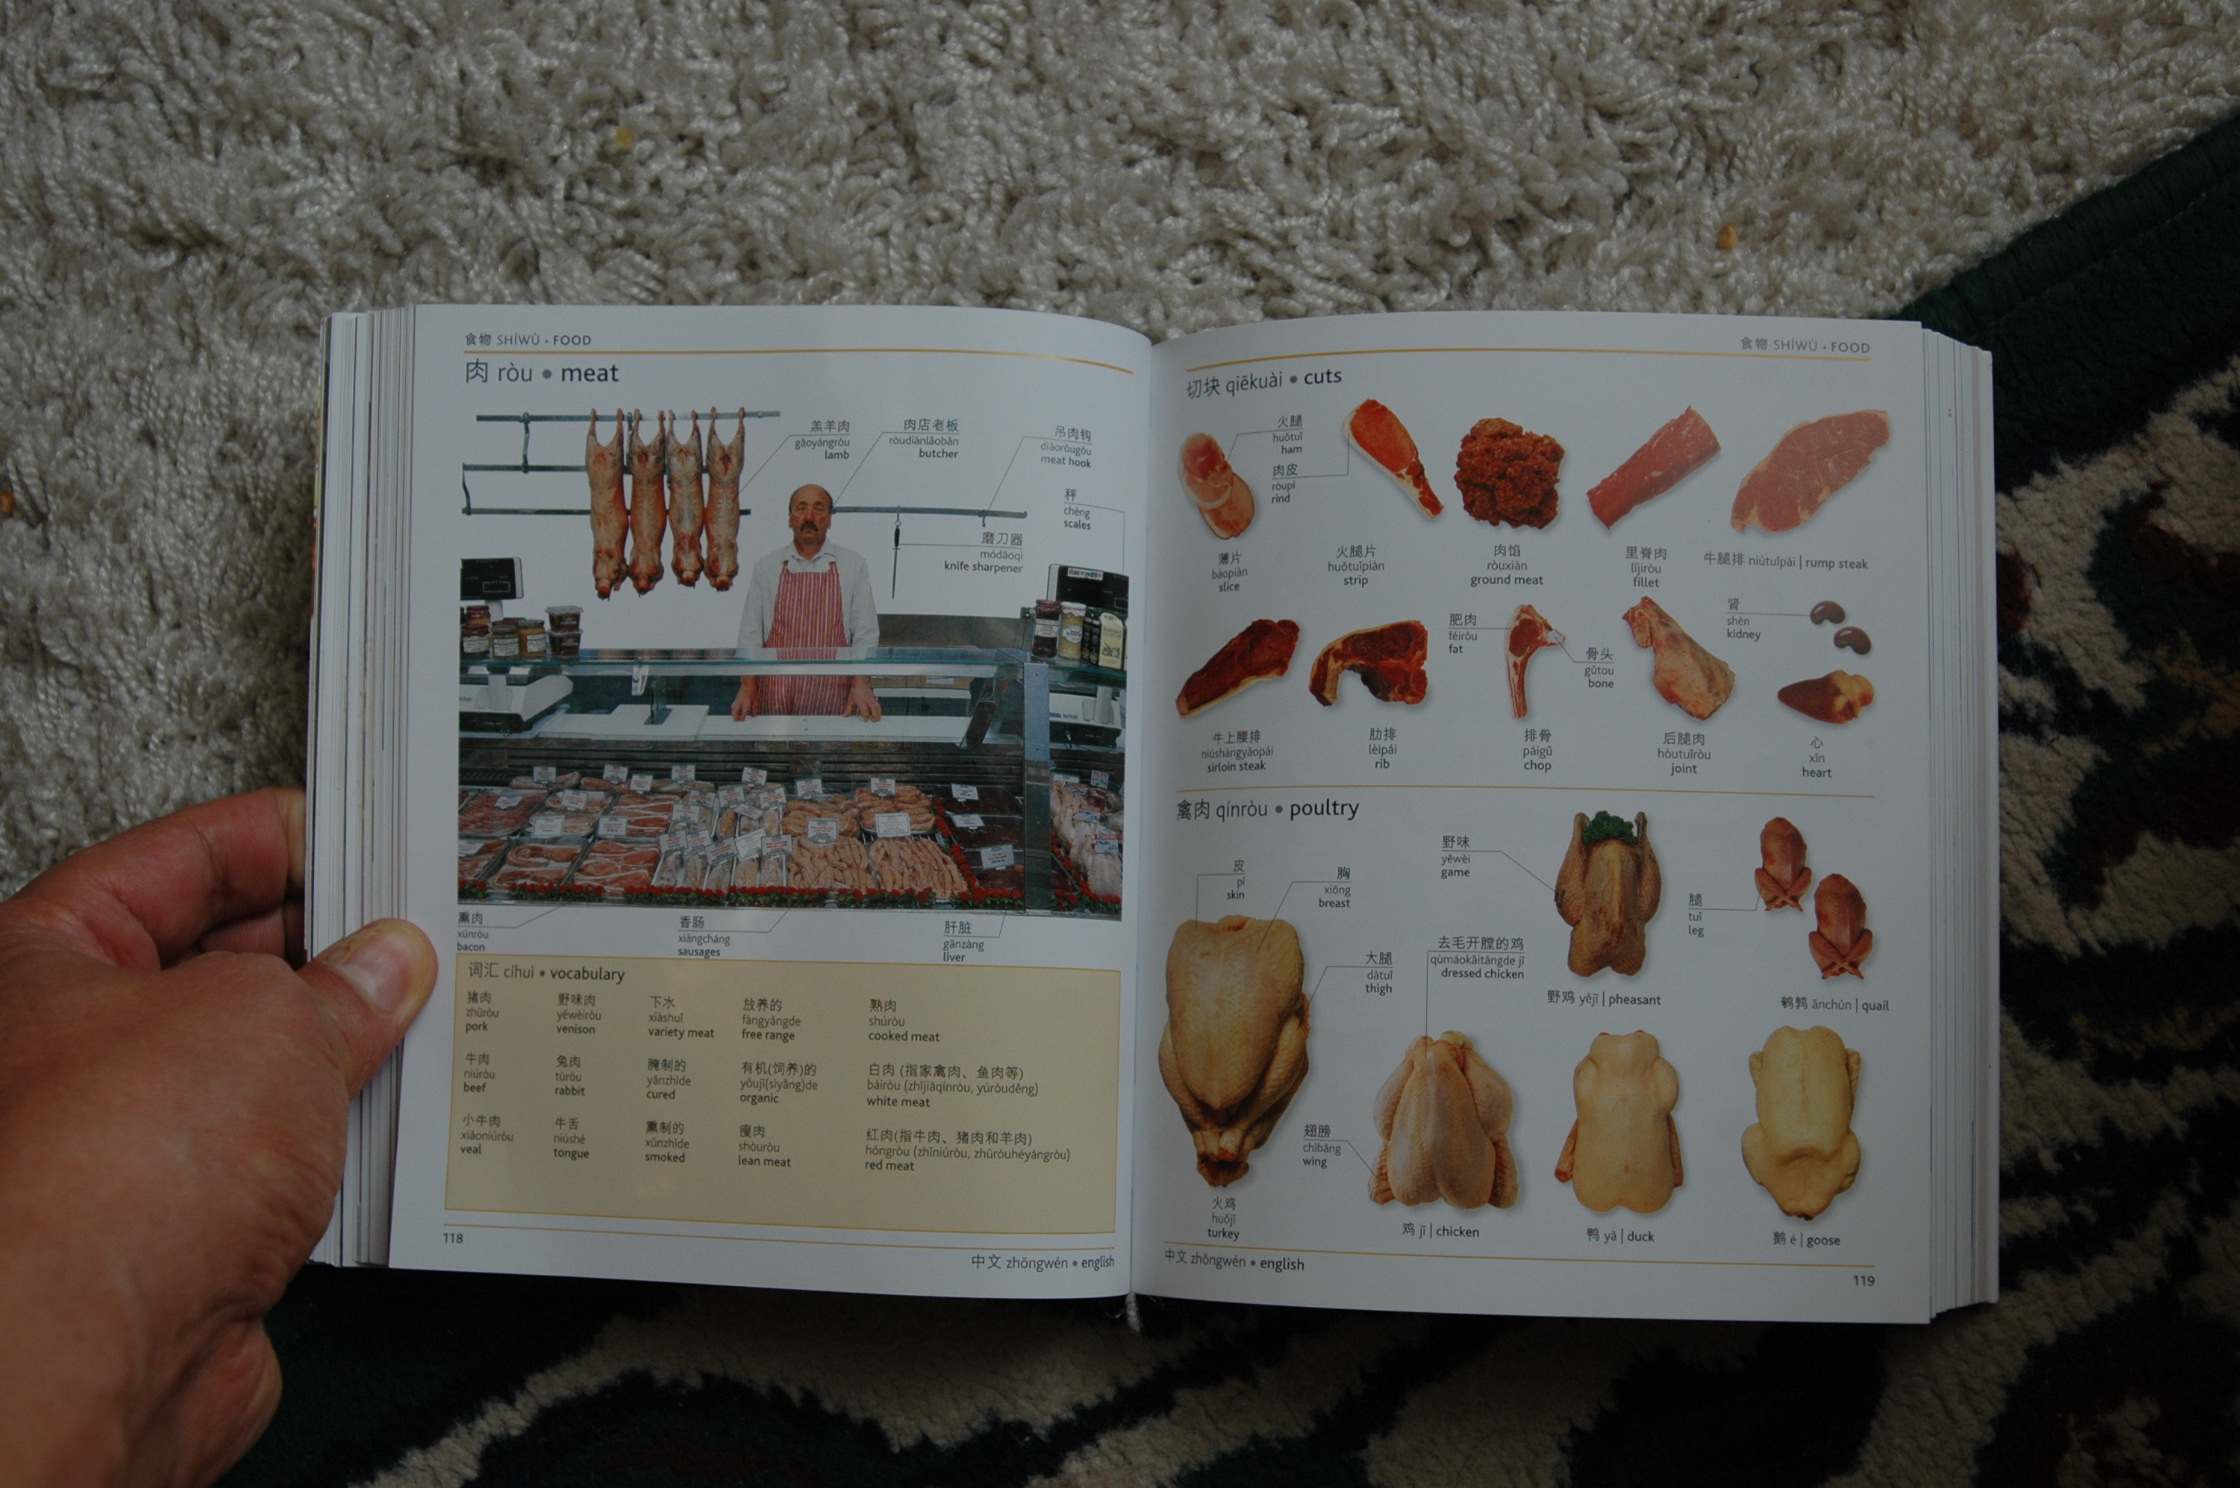 食物 SHÍWÙ • FOOD
肉 ròu • meat
羔羊肉
gāoyángròu
lamb
肉店老板
ròudiànlǎobǎn
butcher
吊肉钩
diàoròugōu
meat hook
秤
chèng
scales
磨刀器
módāoqì
knife sharpener
熏肉
xūnròu
bacon
香肠
xiāngcháng
sausages
肝脏
gānzàng
liver
词汇 cíhuì • vocabulary
猪肉
zhūròu
pork
野味肉
yěwèiròu
venison
下水
xiàshuǐ
variety meat
放养的
fàngyǎngde
free range
熟肉
shúròu
cooked meat
牛肉
niúròu
beef
兔肉
tùròu
rabbit
腌制的
yānzhìde
cured
有机(饲养)的
yǒujī(sìyǎng)de
organic
白肉 (指家禽肉、鱼肉等)
báiròu (zhǐjiāqínròu, yúròuděng)
white meat
小牛肉
xiǎoniúròu
veal
牛舌
niúshé
tongue
熏制的
xūnzhìde
smoked
瘦肉
shòuròu
lean meat
红肉(指牛肉、猪肉和羊肉)
hóngròu (zhǐniúròu, zhūròuhéyángròu)
red meat
118
中文 zhōngwén • english
食物 SHÍWÙ • FOOD
切块 qiēkuài • cuts
火腿
huǒtuǐ
ham
肉皮
ròupí
rind
薄片
báopiàn
slice
火腿片
huǒtuǐpiàn
strip
肉馅
ròuxiàn
ground meat
里脊肉
lǐjǐròu
fillet
牛腿排 niútuǐpái | rump steak
肥肉
féiròu
fat
骨头
gǔtou
bone
肾
shèn
kidney
牛上腰排
niúshàngyāopái
sirloin steak
肋排
lèipái
rib
排骨
páigǔ
chop
后腿肉
hòutuǐròu
joint
心
xīn
heart
禽肉 qínròu • poultry
皮
pí
skin
胸
xiōng
breast
野味
yěwèi
game
腿
tuǐ
leg
大腿
dàtuǐ
thigh
去毛开膛的鸡
qùmáokāitángde jī
dressed chicken
野鸡 yějī | pheasant
鹌鹑 ānchún | quail
翅膀
chìbǎng
wing
火鸡
huǒjī
turkey
鸡 jī | chicken
鸭 yā | duck
鹅 é | goose
中文 zhōngwén • english
119